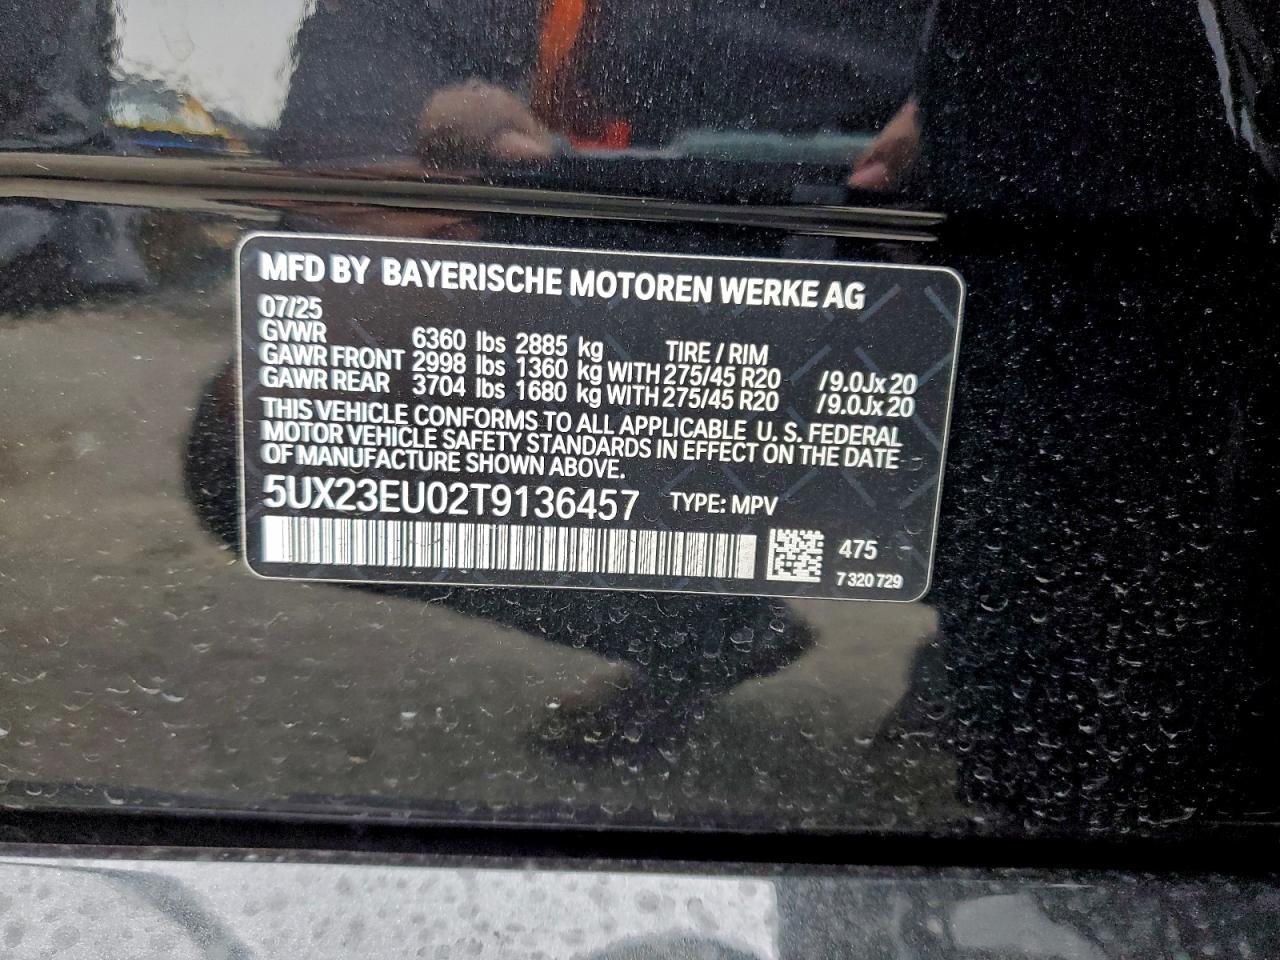 MFD BY BAYERISCHE MOTOREN WERKE AG
07/25
GVWR 6360 lbs 2885 kg TIRE / RIM
GAWR FRONT 2998 lbs 1360 kg WITH 275/45 R20 /9.0Jx 20
GAWR REAR 3704 lbs 1680 kg WITH 275/45 R20 /9.0Jx 20
THIS VEHICLE CONFORMS TO ALL APPLICABLE U. S. FEDERAL
MOTOR VEHICLE SAFETY STANDARDS IN EFFECT ON THE DATE
OF MANUFACTURE SHOWN ABOVE.
5UX23EU02T9136457 TYPE: MPV
475
7 320 729